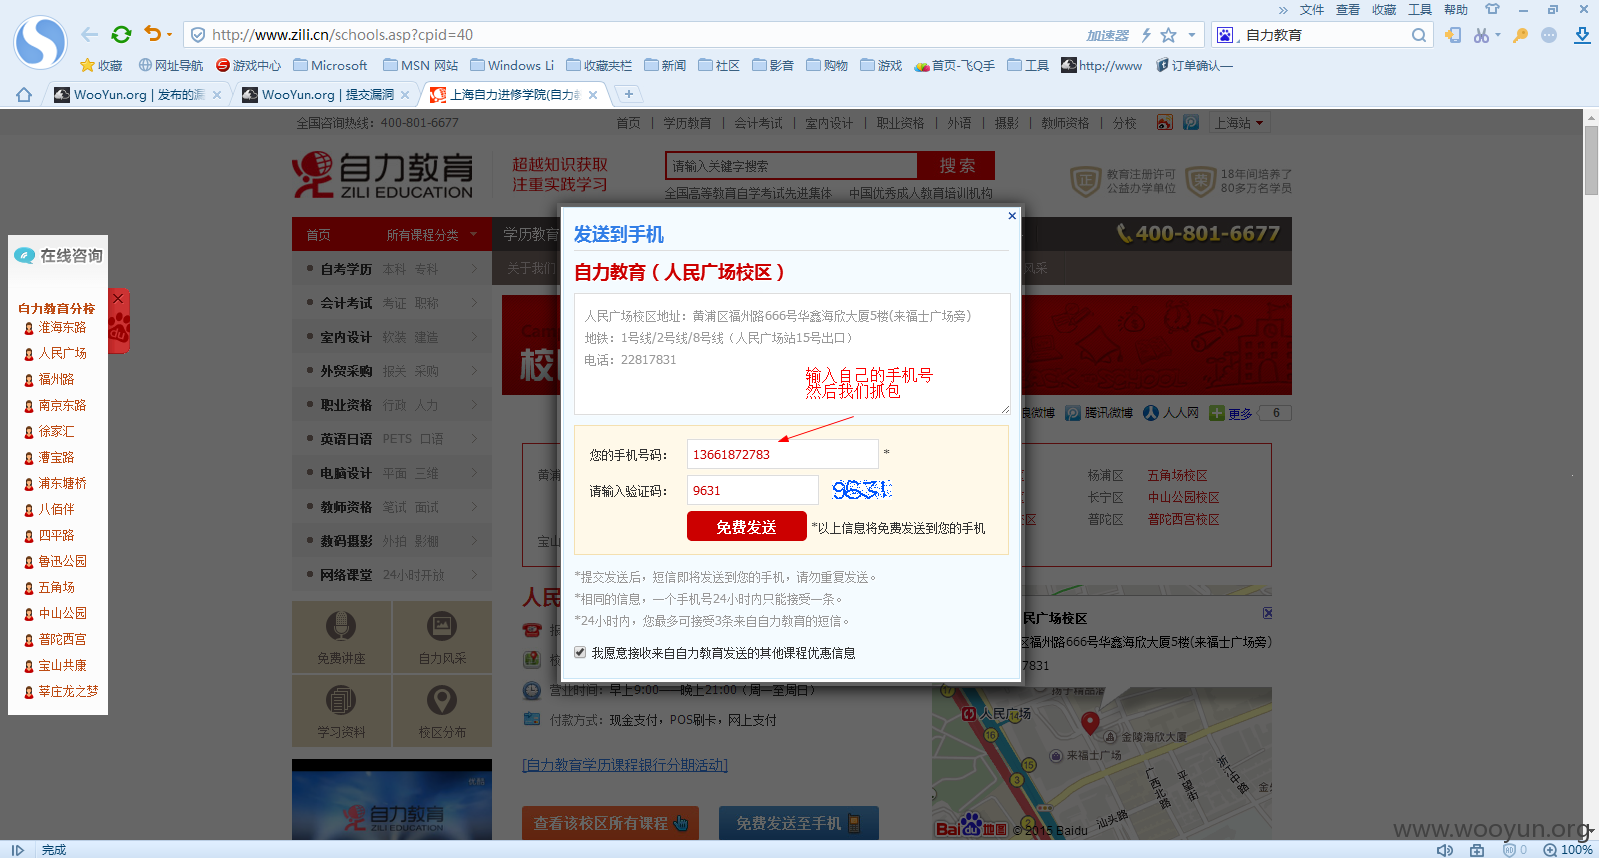 文件 查看 收藏 工具 帮助
http://www.zili.cn/schools.asp?cpid=40
加速器
自力教育
收藏 网址导航 游戏中心 Microsoft MSN 网站 Windows Li 收藏夹栏 新闻 社区 影音 购物 游戏 首页-飞Q手 工具 http://www 订单确认—
WooYun.org | 发布的漏
WooYun.org | 提交漏洞
上海自力进修学院(自力教
全国咨询热线：400-801-6677
首页 | 学历教育 | 会计考试 | 室内设计 | 职业资格 | 外语 | 摄影 | 教师资格 | 分校
上海站
自力教育
ZILI EDUCATION
超越知识获取
注重实践学习
请输入关键字搜索
搜 索
全国高等教育自学考试先进集体 中国优秀成人教育培训机构
证
教育注册许可
公益办学单位
荣
18年间培养了
80多万名学员
首页
所有课程分类
学历教育
400-801-6677
关于我们
风采
自考学历 本科 专科
会计考试 考证 职称
室内设计 软装 建造
外贸采购 报关 采购
职业资格 行政 人力
英语日语 PETS 口语
电脑设计 平面 三维
教师资格 笔试 面试
数码摄影 外拍 影棚
网络课堂 24小时开放
免费讲座
自力风采
学习资料
校区分布
自力教育
ZILI EDUCATION
在线咨询
自力教育分校
淮海东路
人民广场
福州路
南京东路
徐家汇
漕宝路
浦东塘桥
八佰伴
四平路
鲁迅公园
五角场
中山公园
普陀西宫
宝山共康
莘庄龙之梦
du
发送到手机
自力教育（人民广场校区）
人民广场校区地址：黄浦区福州路666号华鑫海欣大厦5楼(来福士广场旁)
地铁：1号线/2号线/8号线（人民广场站15号出口）
电话：22817831
输入自己的手机号
然后我们抓包
您的手机号码：
13661872783
*
请输入验证码：
9631
9631
免费发送
*以上信息将免费发送到您的手机
*提交发送后，短信即将发送到您的手机，请勿重复发送。
*相同的信息，一个手机号24小时内只能接受一条。
*24小时内，您最多可接受3条来自自力教育的短信。
我愿意接收来自自力教育发送的其他课程优惠信息
校
浪微博 腾讯微博 人人网 更多 6
黄浦
杨浦区 五角场校区
长宁区 中山公园校区
区
普陀区 普陀西宫校区
宝山
人民
报
校
营业时间：早上9:00——晚上21:00（周一至周日）
付款方式：现金支付，POS刷卡，网上支付
[自力教育学历课程银行分期活动]
查看该校区所有课程
免费发送至手机
民广场校区
区福州路666号华鑫海欣大厦5楼(来福士广场旁)
7831
人民广场
金陵海欣大厦
来福士广场
广西北路
平望街
浙江中路
汕头路
Bai du 地图
© 2015 Baidu
www.wooyun.org
完成
0
100%